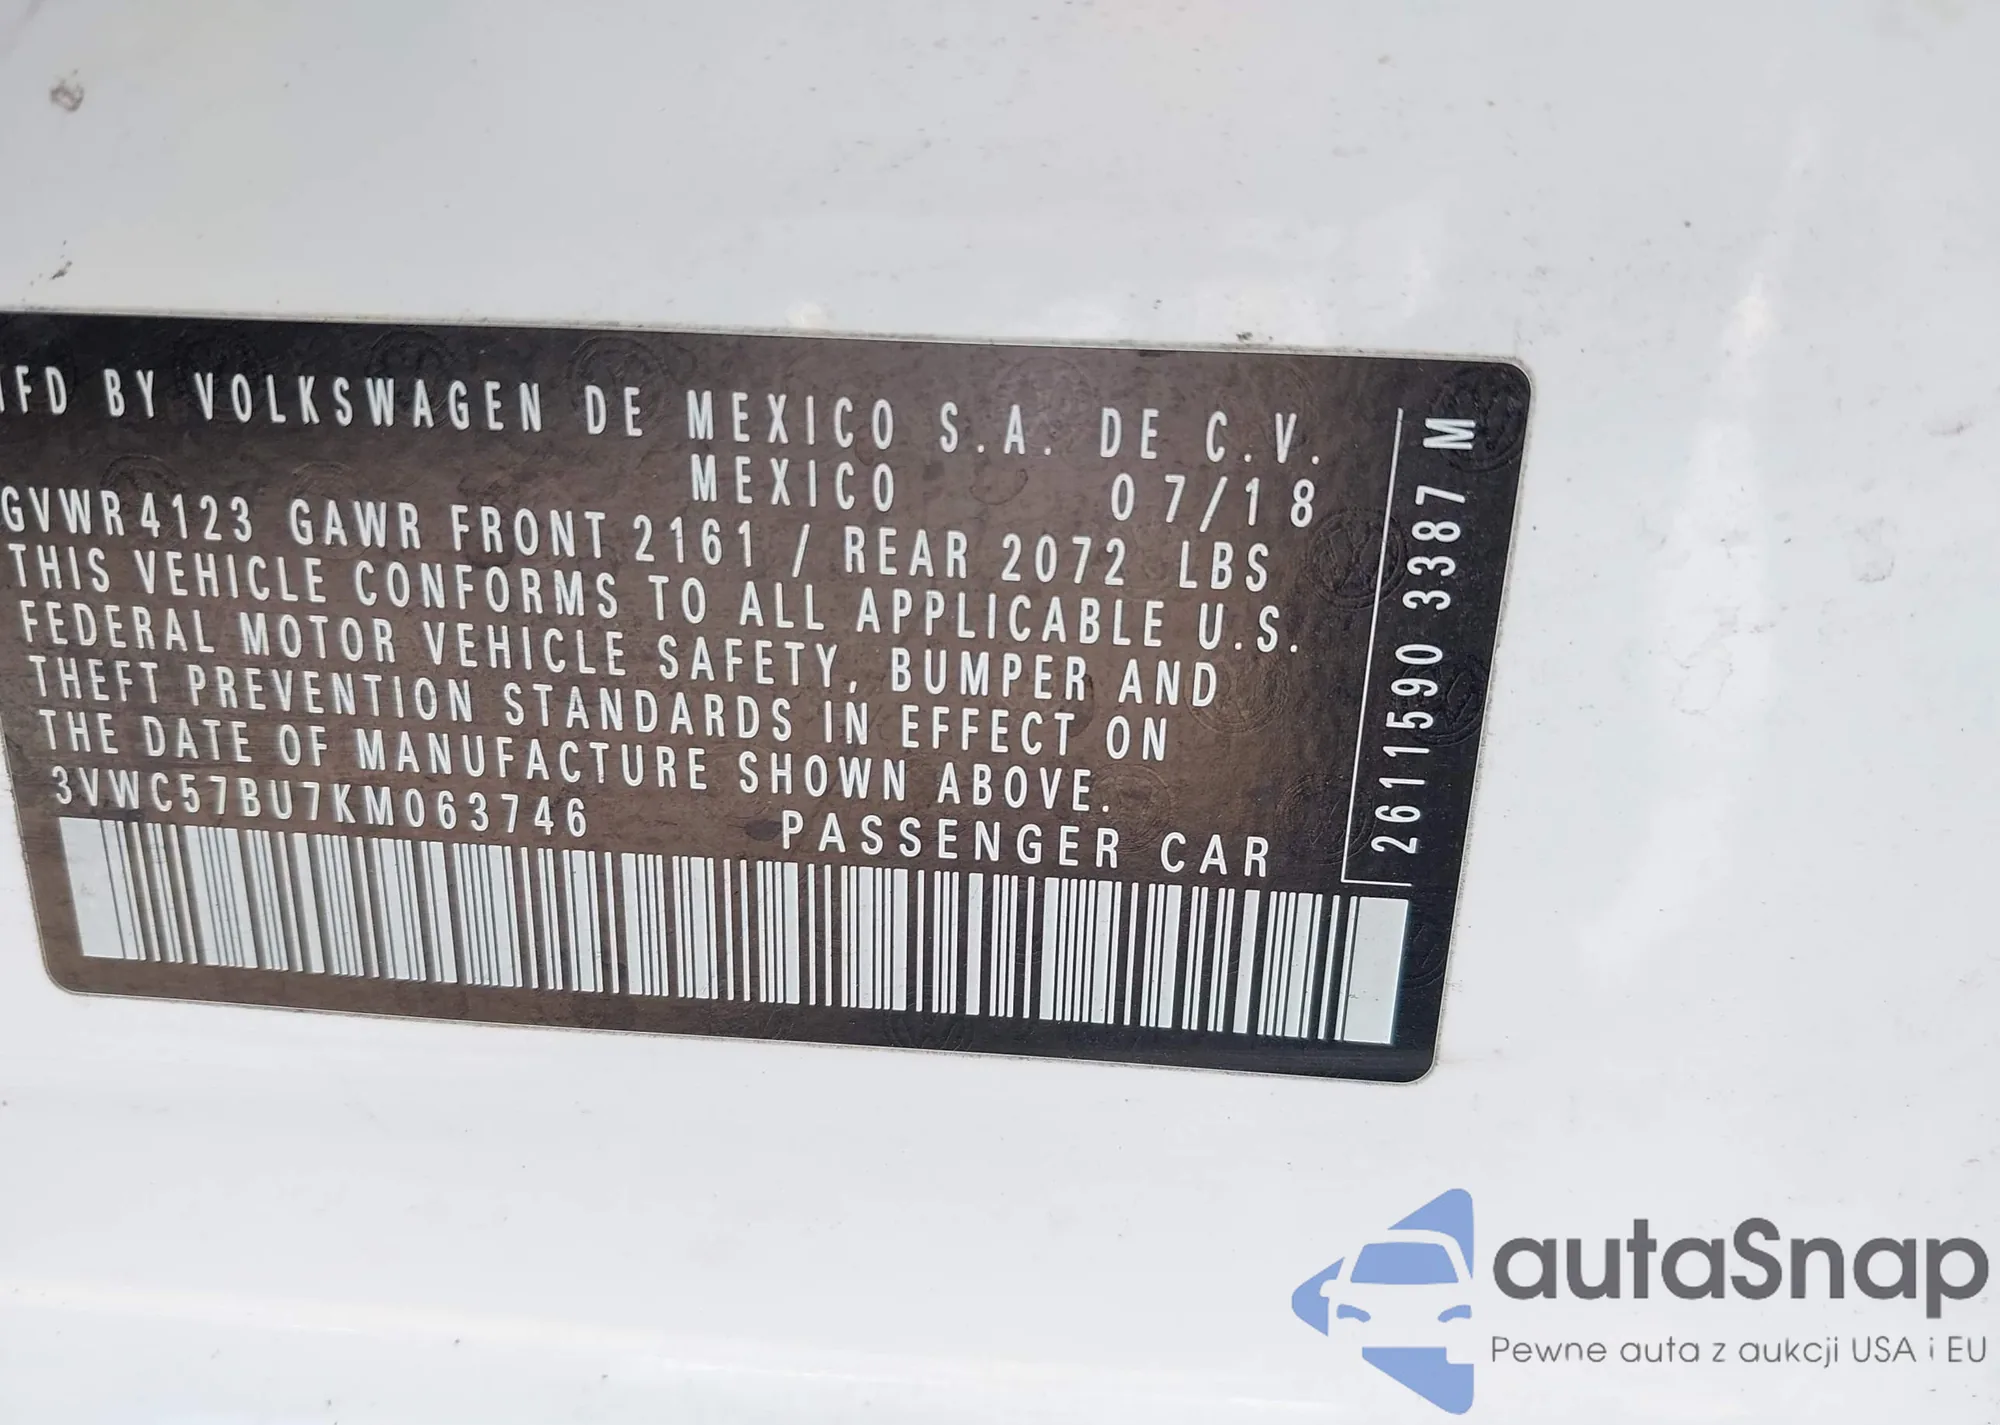 MFD BY VOLKSWAGEN DE MEXICO S.A. DE C.V.
MEXICO 07/18
GVWR 4123 GAWR FRONT 2161 / REAR 2072 LBS
THIS VEHICLE CONFORMS TO ALL APPLICABLE U.S.
FEDERAL MOTOR VEHICLE SAFETY, BUMPER AND
THEFT PREVENTION STANDARDS IN EFFECT ON
THE DATE OF MANUFACTURE SHOWN ABOVE.
3VWC57BU7KM063746 PASSENGER CAR
2611590 3387 M
autaSnap
Pewne auta z aukcji USA i EU